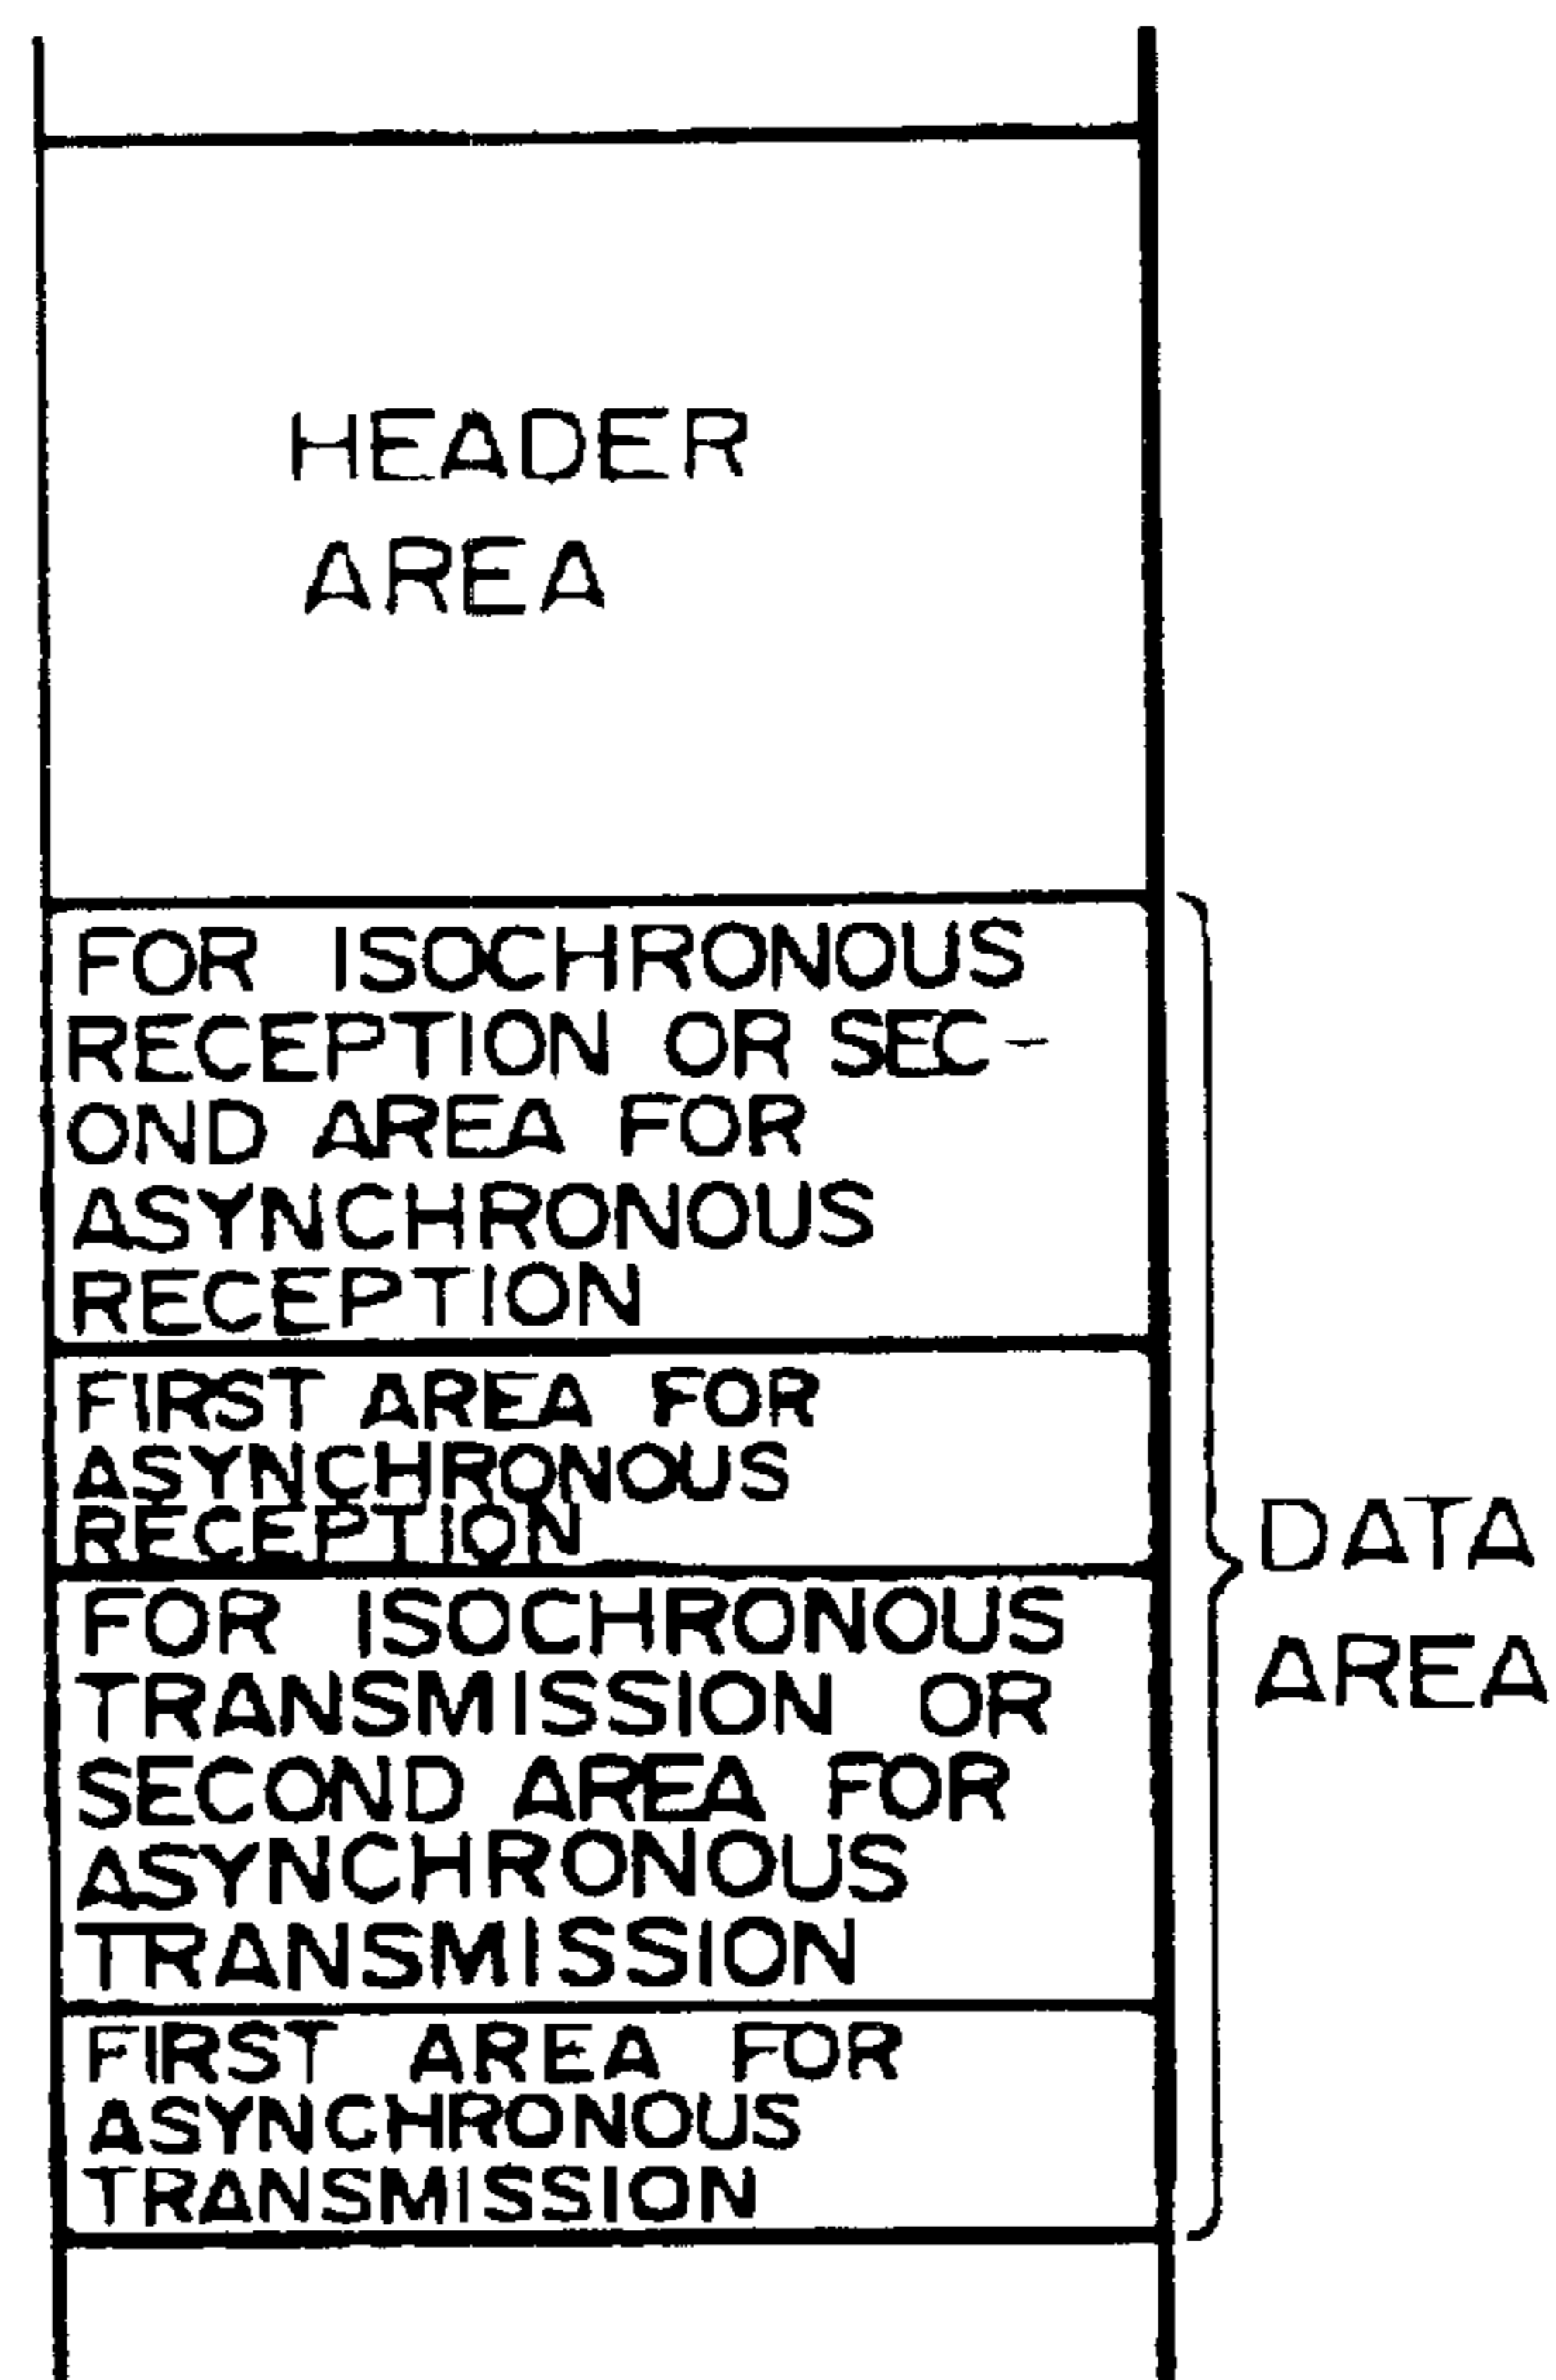 HEADER
AREA
FOR ISOCHRONOUS
RECEPTION OR SEC-
OND AREA FOR
ASYNCHRONOUS
RECEPTION
FIRST AREA FOR
ASYNCHRONOUS
RECEPTION
FOR ISOCHRONOUS
TRANSMISSION OR
SECOND AREA FOR
ASYNCHRONOUS
TRANSMISSION
FIRST AREA FOR
ASYNCHRONOUS
TRANSMISSION
DATA
AREA